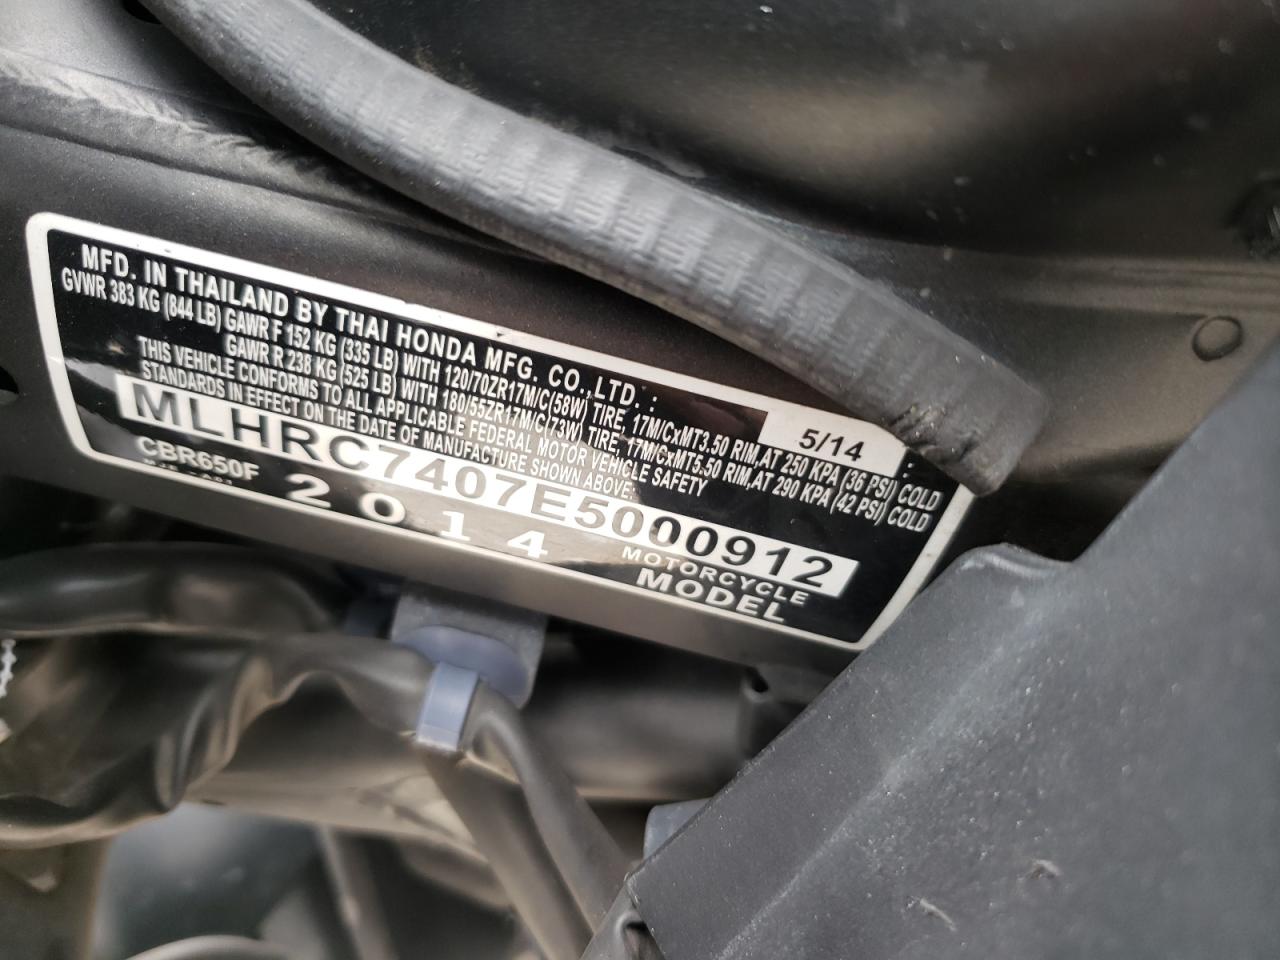 MFD. IN THAILAND BY THAI HONDA MFG. CO.,LTD. : 5/14 :
GVWR 383 KG (844 LB) GAWR F 152 KG (335 LB) WITH 120/70ZR17M/C(58W) TIRE, 17M/CxMT3.50 RIM,AT 250 KPA (36 PSI) COLD
GAWR R 238 KG (525 LB) WITH 180/55ZR17M/C(73W) TIRE, 17M/CxMT5.50 RIM,AT 290 KPA (42 PSI) COLD
THIS VEHICLE CONFORMS TO ALL APPLICABLE FEDERAL MOTOR VEHICLE SAFETY
STANDARDS IN EFFECT ON THE DATE OF MANUFACTURE SHOWN ABOVE:
MLHRC7407E5000912
CBR650F MOTORCYCLE
2014 MODEL